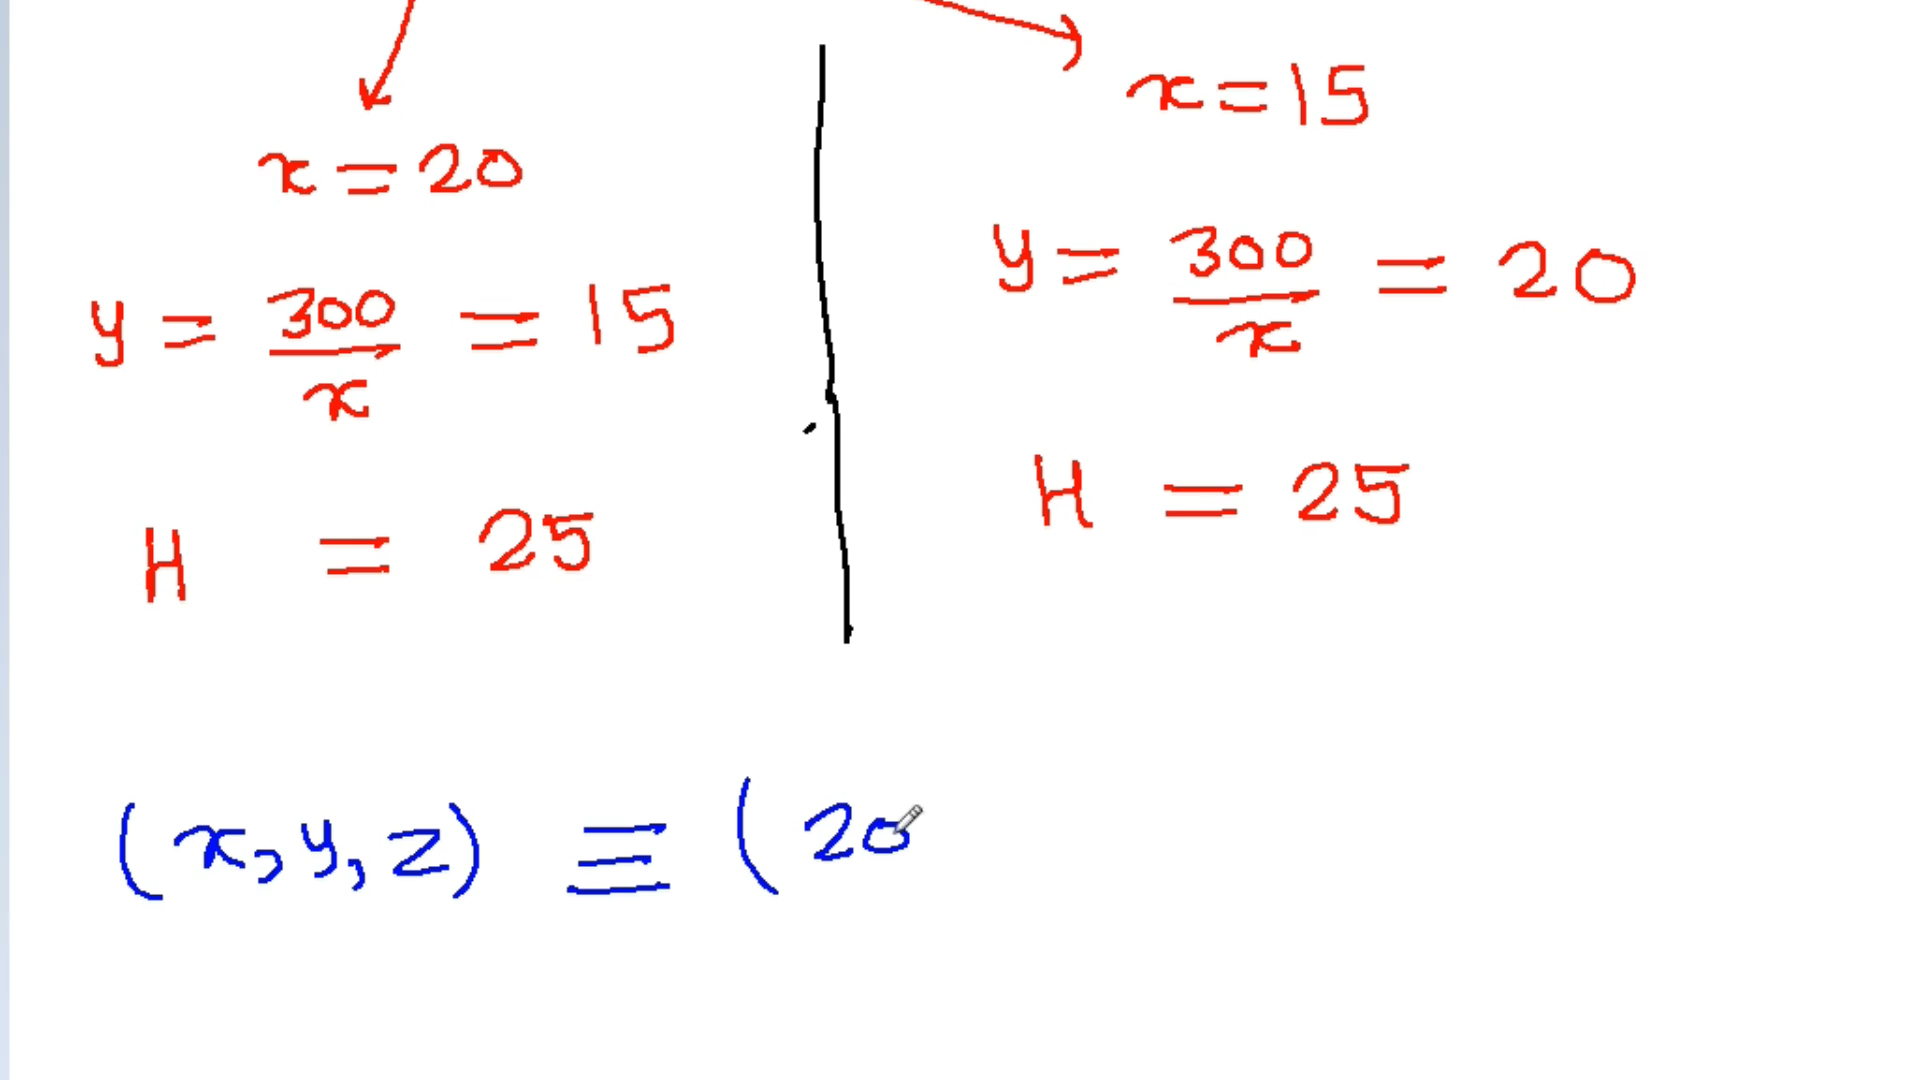 x = 20
y = 300/x = 15
H = 25
x = 15
y = 300/x = 20
H = 25
(x, y, z) ≡ (20